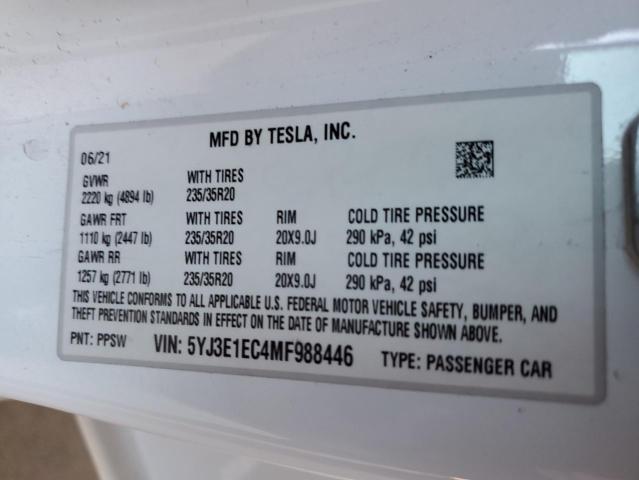 MFD BY TESLA, INC.
06/21
GVWR WITH TIRES
2220 kg (4894 lb) 235/35R20
GAWR FRT WITH TIRES RIM COLD TIRE PRESSURE
1110 kg (2447 lb) 235/35R20 20X9.0J 290 kPa, 42 psi
GAWR RR WITH TIRES RIM COLD TIRE PRESSURE
1257 kg (2771 lb) 235/35R20 20X9.0J 290 kPa, 42 psi
THIS VEHICLE CONFORMS TO ALL APPLICABLE U.S. FEDERAL MOTOR VEHICLE SAFETY, BUMPER, AND
THEFT PREVENTION STANDARDS IN EFFECT ON THE DATE OF MANUFACTURE SHOWN ABOVE.
PNT: PPSW VIN: 5YJ3E1EC4MF988446 TYPE: PASSENGER CAR